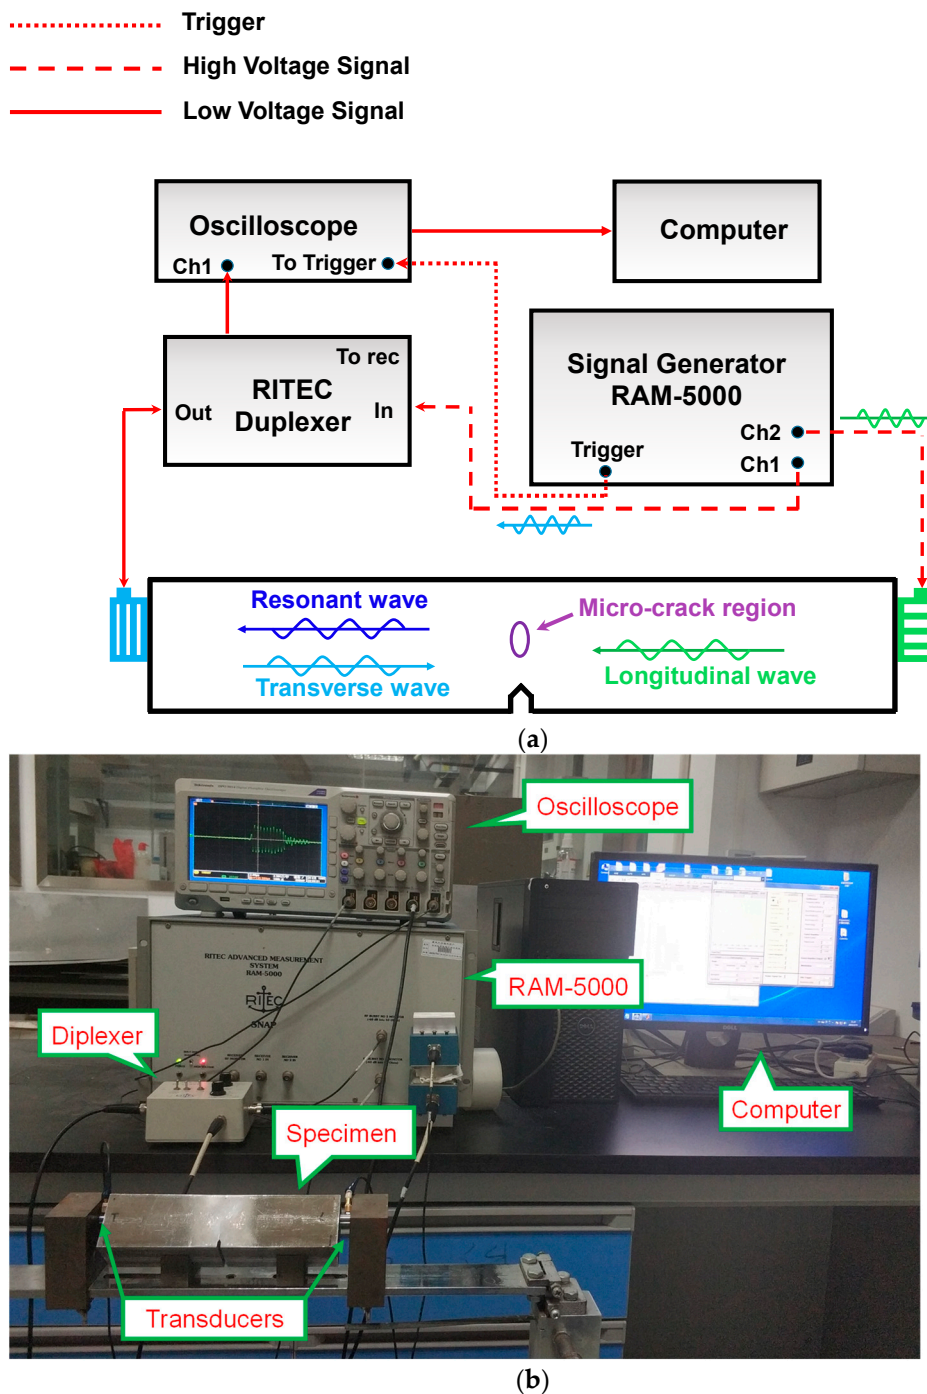 Trigger
High Voltage Signal
Low Voltage Signal
Oscilloscope
Ch1
To Trigger
Computer
To rec
RITEC
Duplexer
Out
In
Signal Generator
RAM-5000
Ch2
Trigger
Ch1
Resonant wave
Micro-crack region
Transverse wave
Longitudinal wave
(a)
Oscilloscope
RITEC ADVANCED MEASUREMENT
SYSTEM
RAM-5000
RITEC
SNAP
RAM-5000
Diplexer
Computer
Specimen
Transducers
DELL
(b)